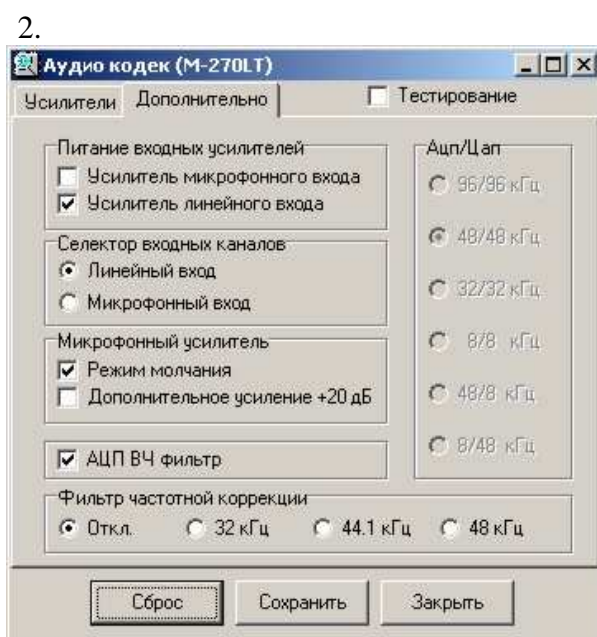 2.
Аудио кодек (M-270LT)
Усилители Дополнительно Тестирование
Питание входных усилителей
Усилитель микрофонного входа
Усилитель линейного входа
Селектор входных каналов
Линейный вход
Микрофонный вход
Микрофонный усилитель
Режим молчания
Дополнительное усиление +20 дБ
АЦП ВЧ фильтр
Ацп/Цап
96/96 кГц
48/48 кГц
32/32 кГц
8/8 кГц
48/8 кГц
8/48 кГц
Фильтр частотной коррекции
Откл. 32 кГц 44.1 кГц 48 кГц
Сброс Сохранить Закрыть